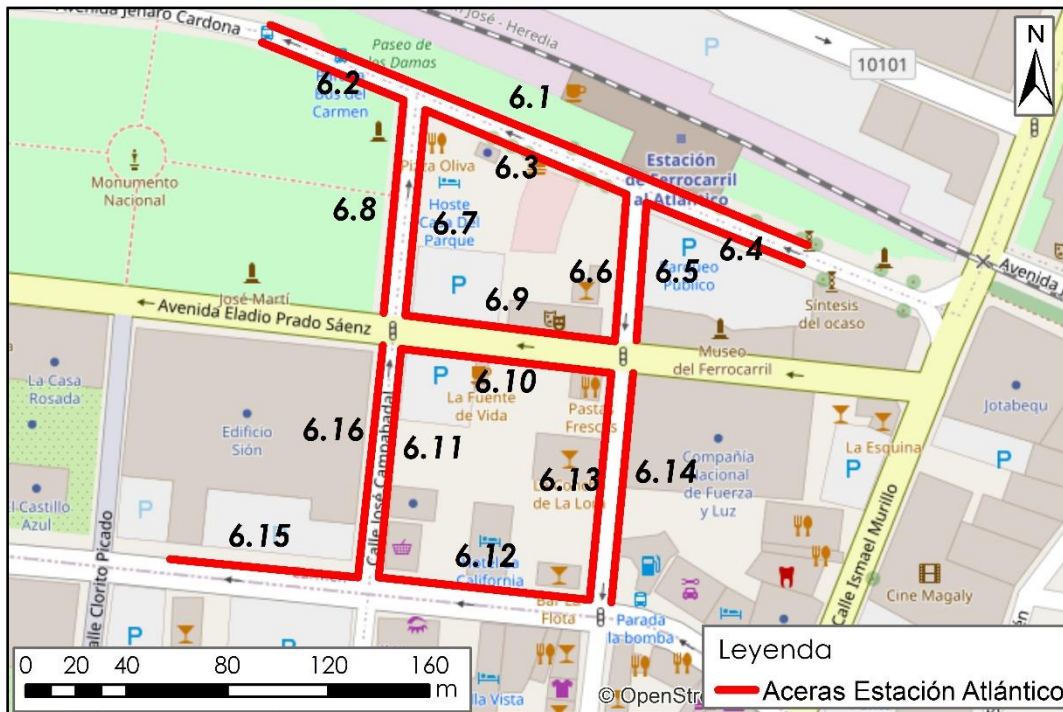 Avenida Jenaro Cardona
José - Heredia
Paseo de
las Damas
P
10101
N
6.2
Bus del
Carmen
6.1
6.3
Pizza Oliva
Estación
de Ferrocarril
al Atlántico
Monumento
Nacional
6.8
6.7
Hoste
Casa Del
Parque
6.6
6.5
P
Parqueo
Público
6.4
Avenida
José Martí
P
6.9
Síntesis
del ocaso
Avenida Eladio Prado Sáenz
Museo
del Ferrocarril
La Casa
Rosada
P
6.10
La Fuente
de Vida
Pastas
Frescas
Jotabequ
Edificio
Sión
6.16
Calle José Campabadal
6.11
6.13
de La Lora
6.14
Compañía
Nacional
de Fuerza
y Luz
La Esquina
P
P
El Castillo
Azul
P
Calle Clorito Picado
6.15
6.12
Hotel La
California
Bar La
Flota
Calle Ismael Murillo
Cine Magaly
P
P
Parada
la bomba
0 20 40 80 120 160
m
lla Vista
© OpenStre
Leyenda
Aceras Estación Atlántico